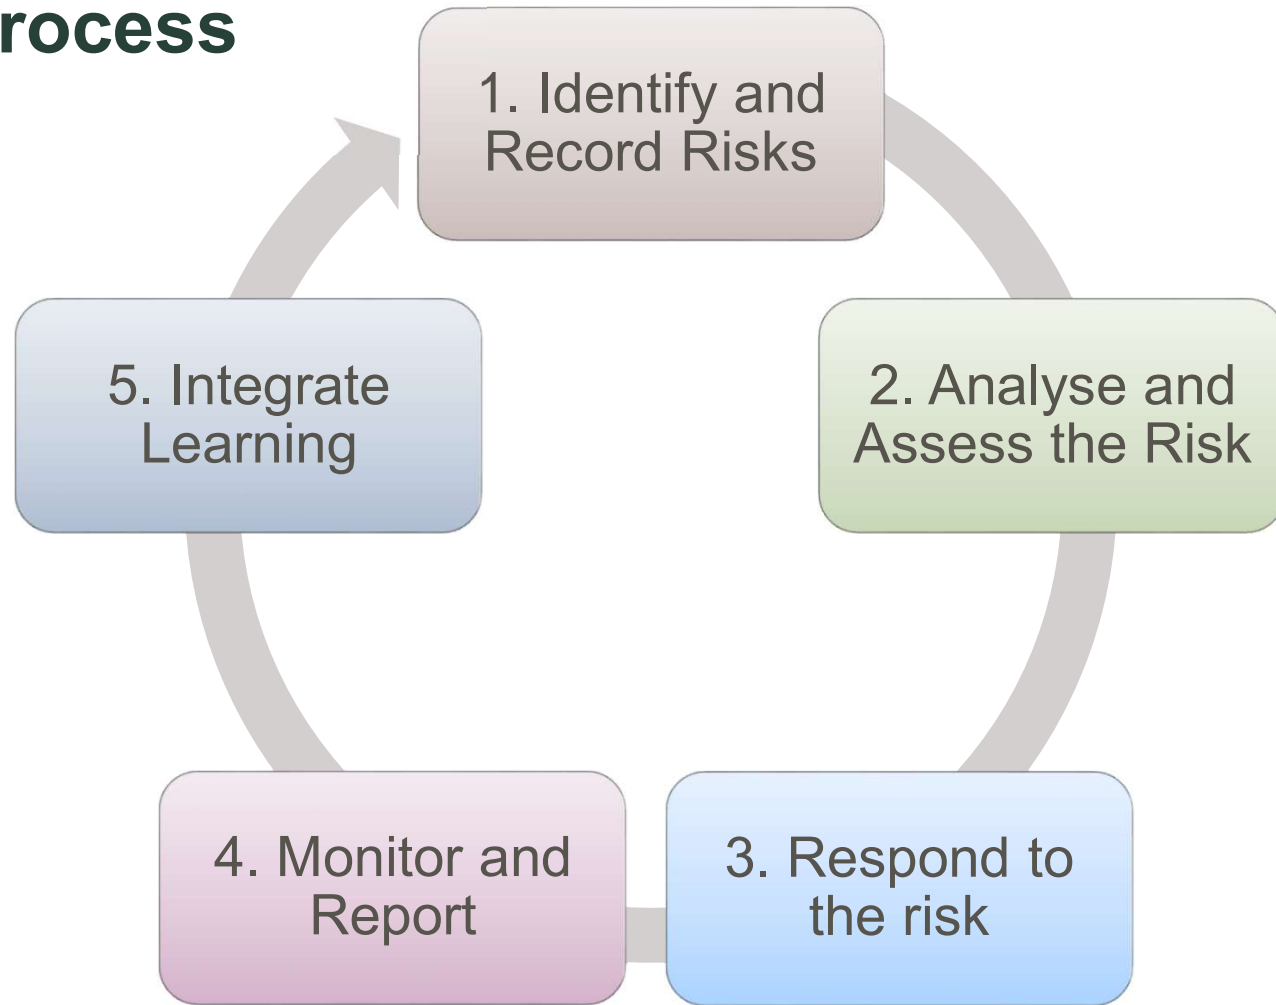 rocess
1. Identify and
Record Risks
2. Analyse and
Assess the Risk
3. Respond to
the risk
4. Monitor and
Report
5. Integrate
Learning